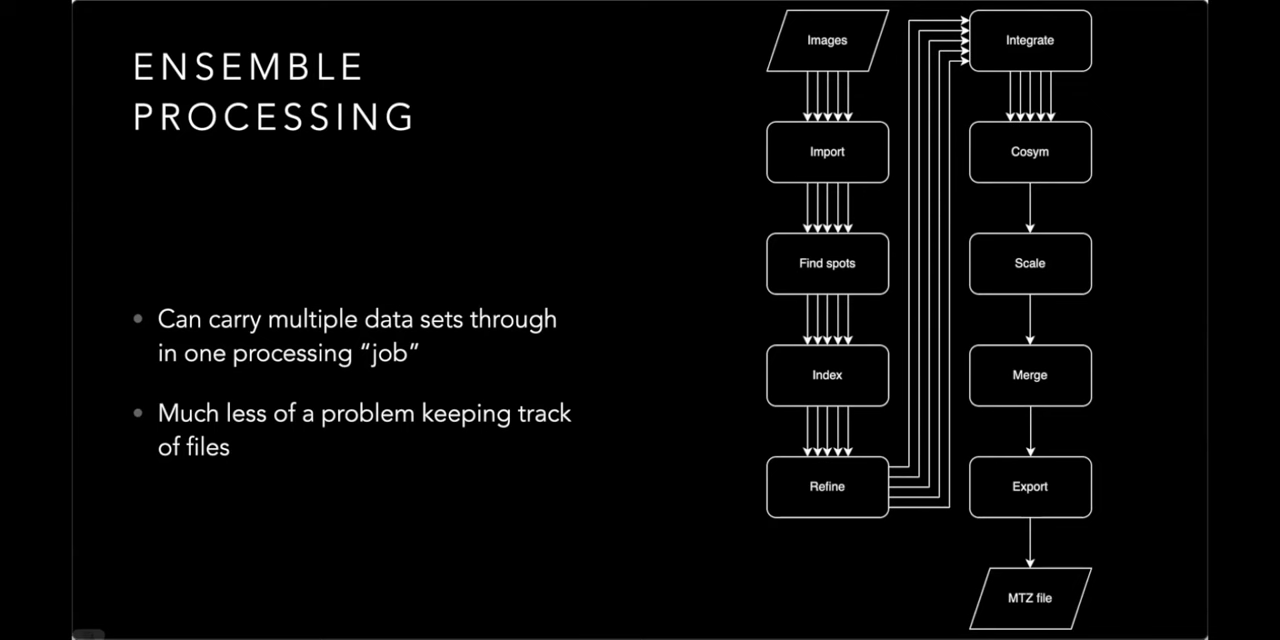 ENSEMBLE
PROCESSING
• Can carry multiple data sets through
in one processing “job”
• Much less of a problem keeping track
of files
Images
Import
Find spots
Index
Refine
Integrate
Cosym
Scale
Merge
Export
MTZ file